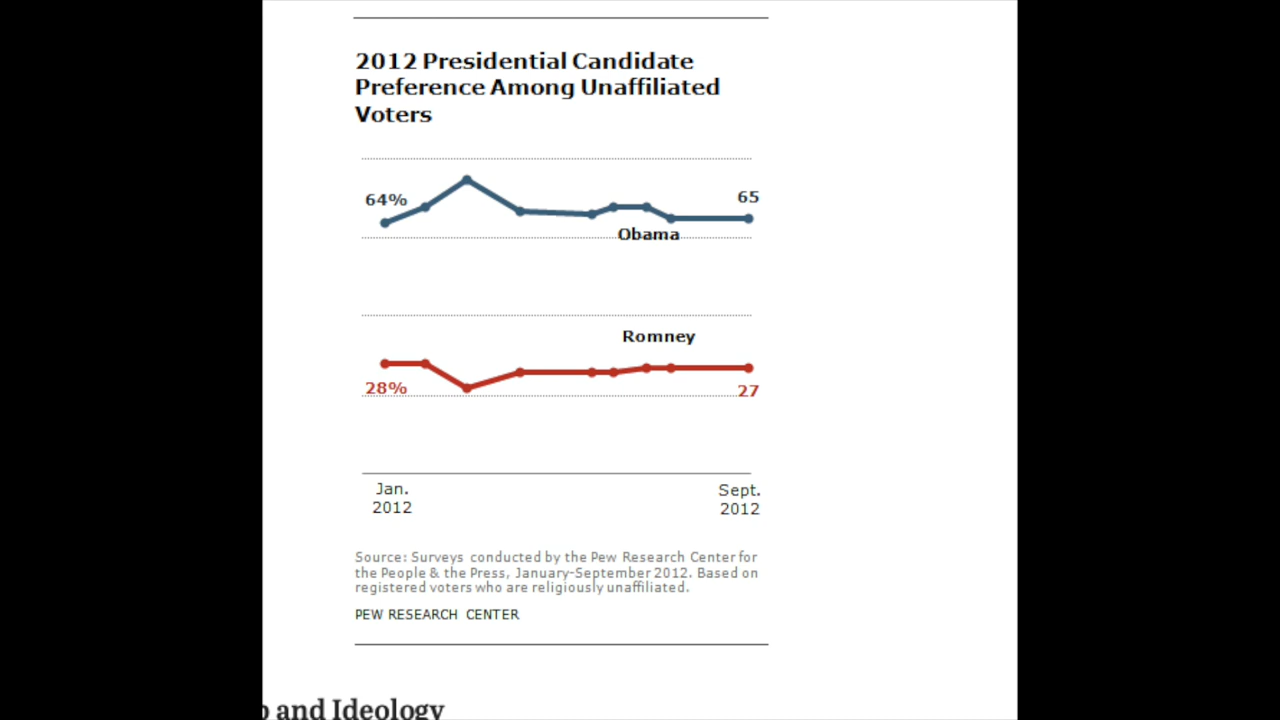 2012 Presidential Candidate
Preference Among Unaffiliated
Voters
64%
65
Obama
Romney
28%
27
Jan.
2012
Sept.
2012
Source: Surveys conducted by the Pew Research Center for
the People & the Press, January-September 2012. Based on
registered voters who are religiously unaffiliated.
PEW RESEARCH CENTER
and Ideology